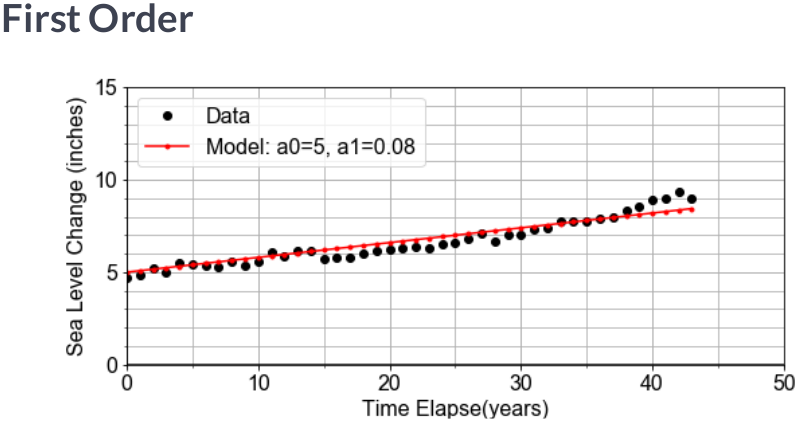 First Order
Data
Model: a0=5, a1=0.08
15
10
5
0
Sea Level Change (inches)
0 10 20 30 40 50
Time Elapse(years)